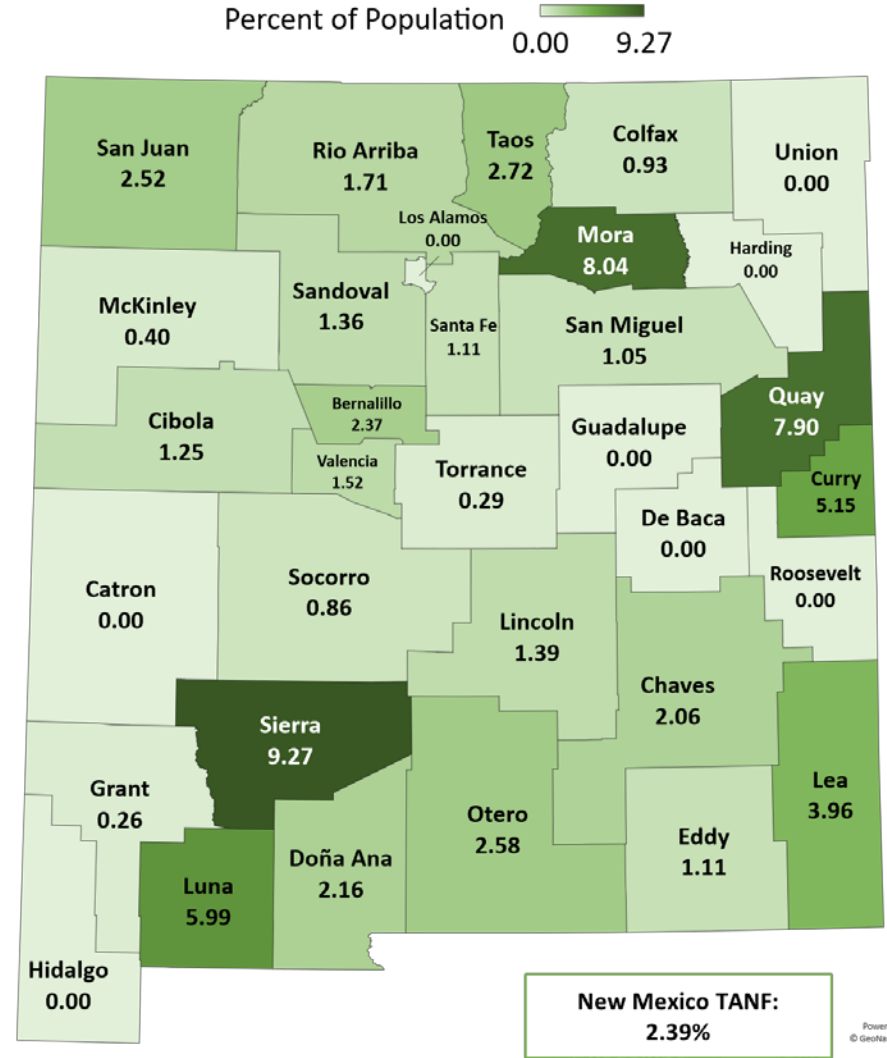 Percent of Population
0.00 9.27
San Juan
2.52
Rio Arriba
1.71
Taos
2.72
Colfax
0.93
Union
0.00
Los Alamos
0.00
Mora
8.04
Harding
0.00
McKinley
0.40
Sandoval
1.36
Santa Fe
1.11
San Miguel
1.05
Quay
7.90
Cibola
1.25
Bernalillo
2.37
Guadalupe
0.00
Valencia
1.52
Torrance
0.29
Curry
5.15
De Baca
0.00
Catron
0.00
Socorro
0.86
Roosevelt
0.00
Lincoln
1.39
Chaves
2.06
Sierra
9.27
Grant
0.26
Otero
2.58
Lea
3.96
Eddy
1.11
Doña Ana
2.16
Luna
5.99
Hidalgo
0.00
New Mexico TANF:
2.39%
Power
© GeoNa